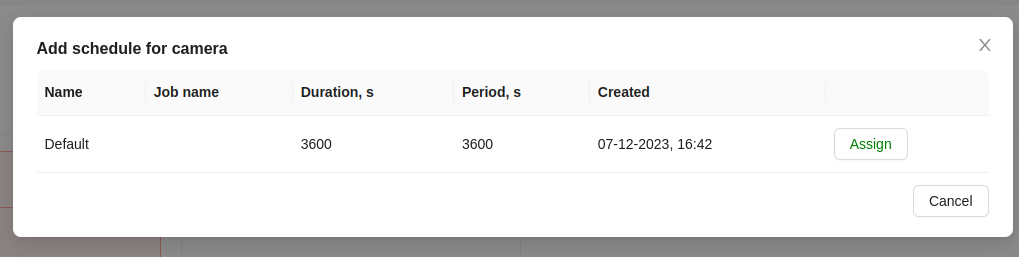 Add schedule for camera
Name Job name Duration, s Period, s Created
Default 3600 3600 07-12-2023, 16:42 Assign
Cancel